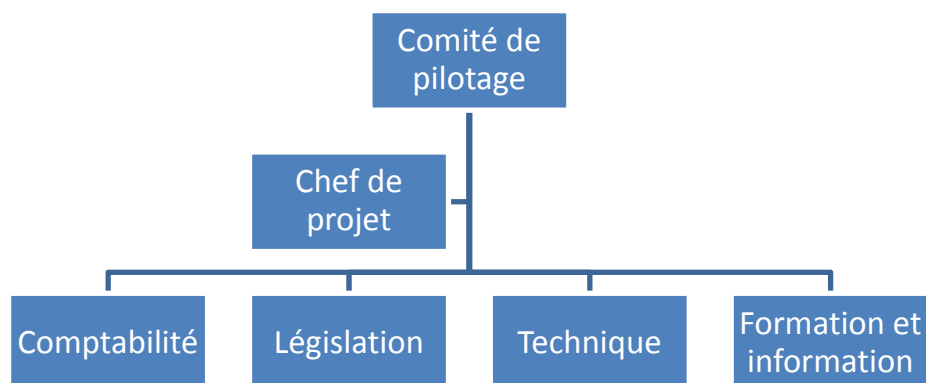 Comité de
pilotage
Chef de
projet
Comptabilité
Législation
Technique
Formation et
information